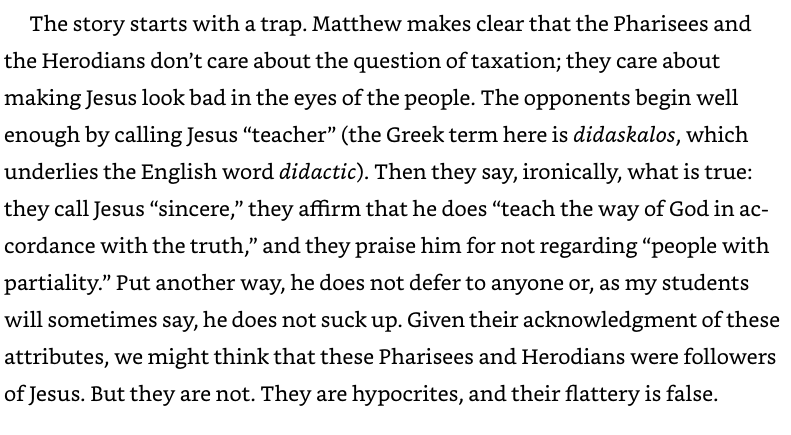 The story starts with a trap. Matthew makes clear that the Pharisees and
the Herodians don’t care about the question of taxation; they care about
making Jesus look bad in the eyes of the people. The opponents begin well
enough by calling Jesus “teacher” (the Greek term here is didaskalos, which
underlies the English word didactic). Then they say, ironically, what is true:
they call Jesus “sincere,” they affirm that he does “teach the way of God in ac-
cordance with the truth,” and they praise him for not regarding “people with
partiality.” Put another way, he does not defer to anyone or, as my students
will sometimes say, he does not suck up. Given their acknowledgment of these
attributes, we might think that these Pharisees and Herodians were followers
of Jesus. But they are not. They are hypocrites, and their flattery is false.